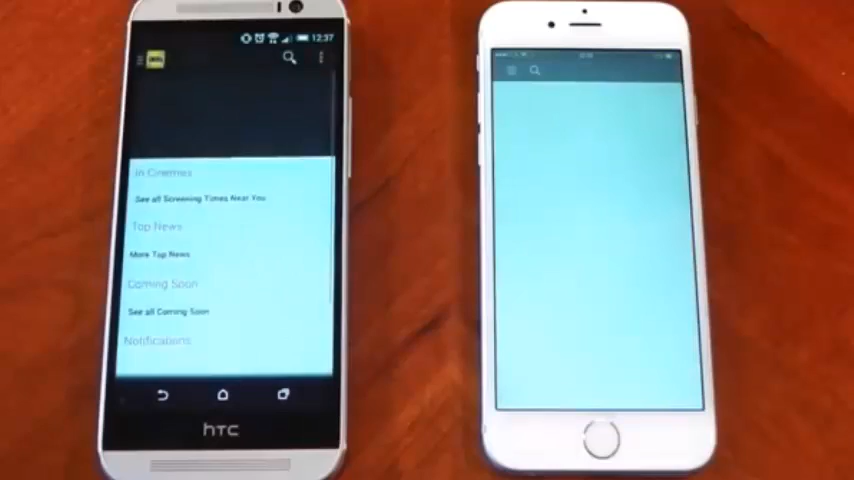 12:37
In Cinemas
See all Screening Times Near You
Top News
More Top News
Coming Soon
See all Coming Soon
Notifications
hTC